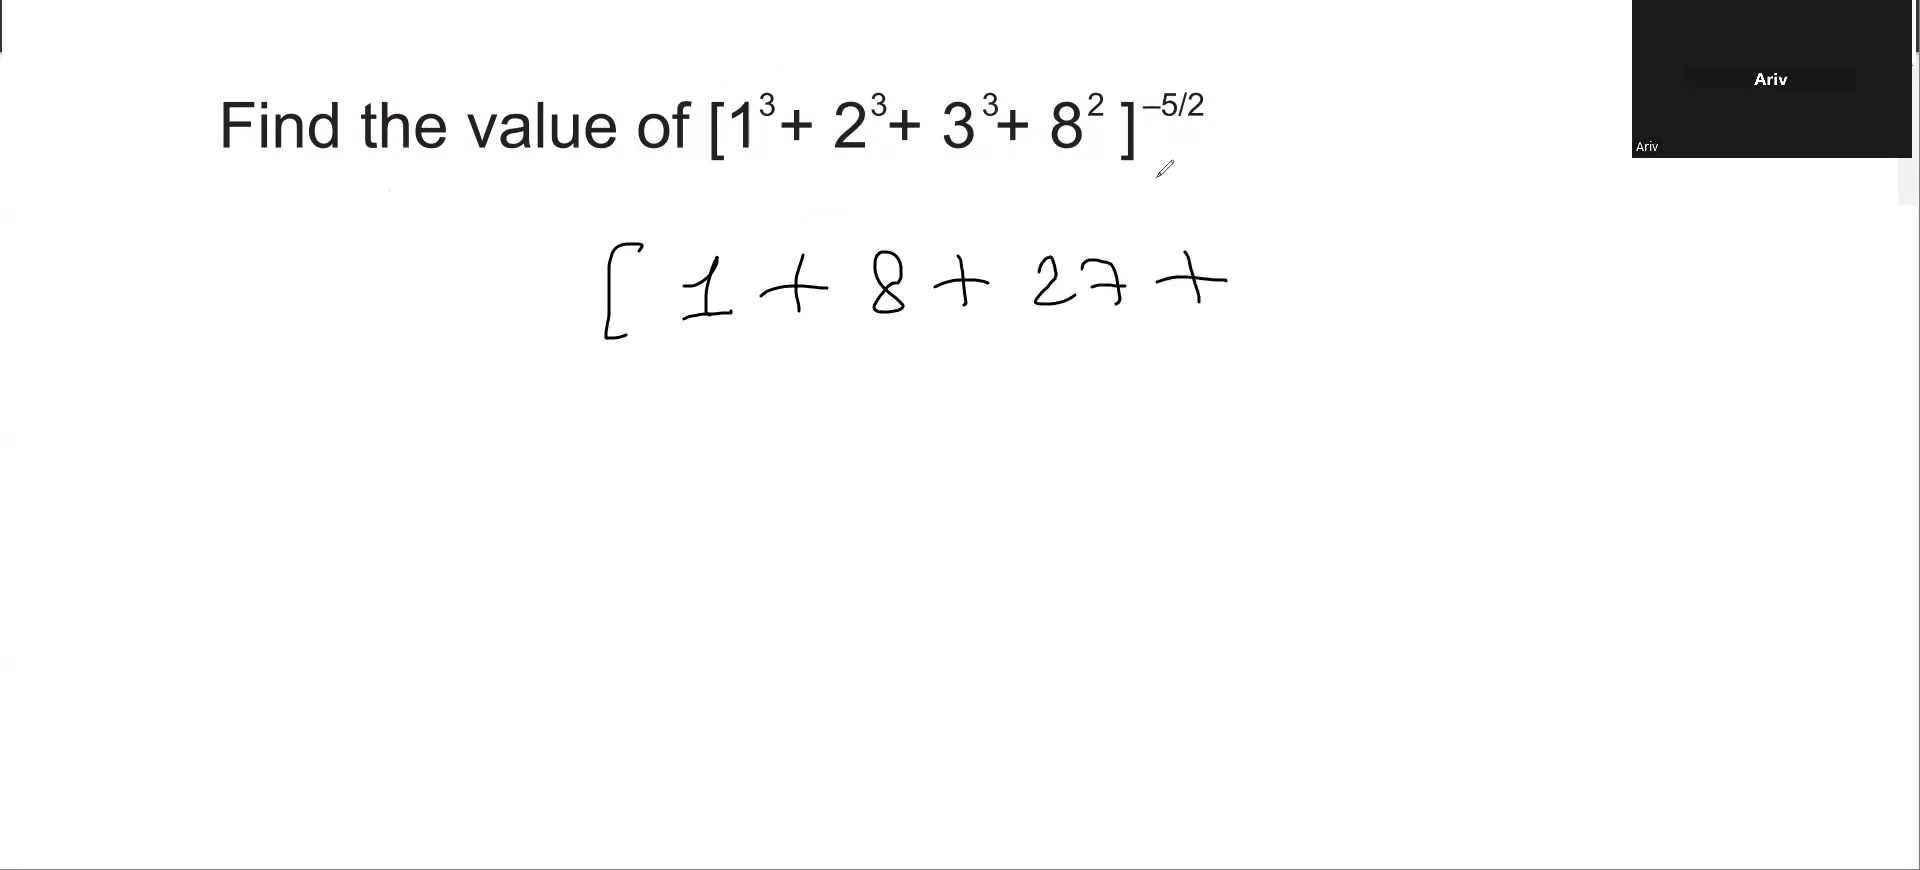 Find the value of [1³+ 2³+ 3³+ 8² ]⁻⁵/²
[ 1 + 8 + 27 +
Ariv
Ariv